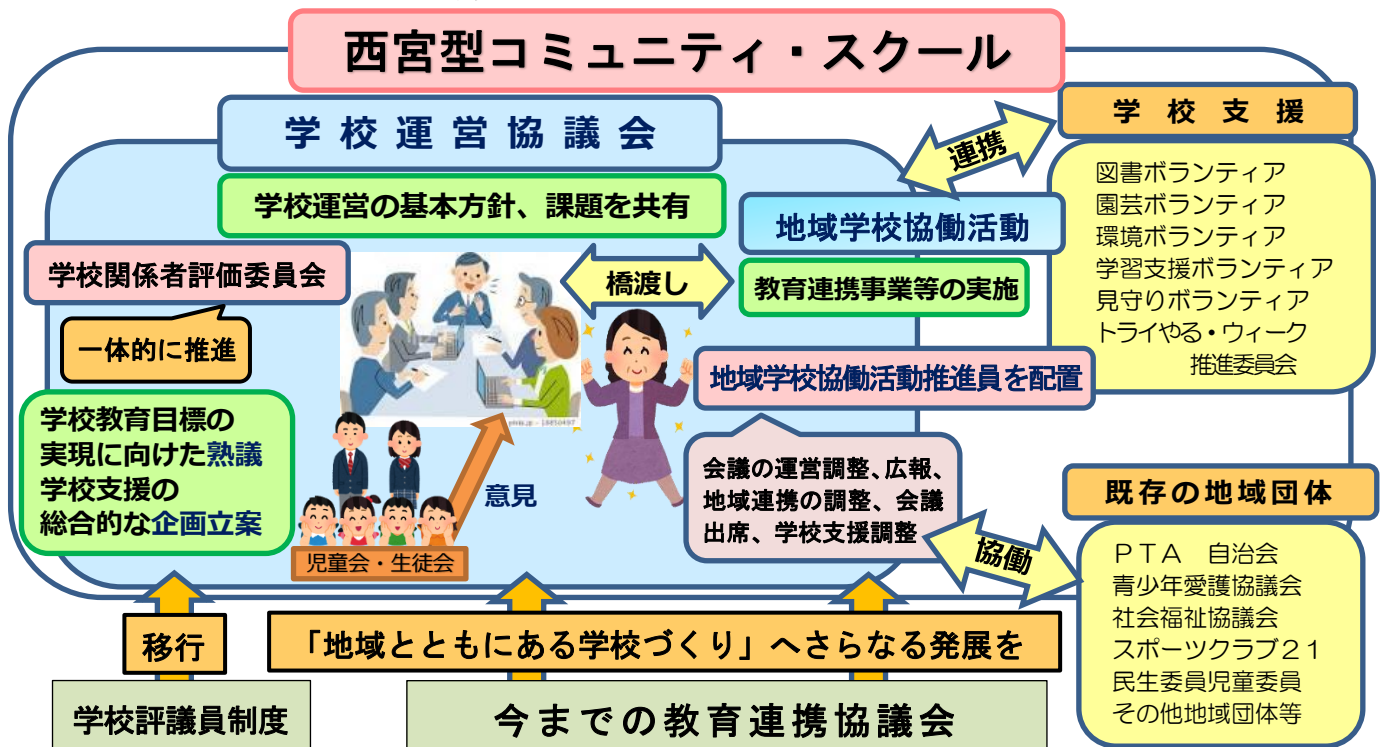 西宮型コミュニティ・スクール
学校運営協議会
学校運営の基本方針、課題を共有
学校関係者評価委員会
一体的に推進
学校教育目標の
実現に向けた熟議
学校支援の
総合的な企画立案
児童会・生徒会
意見
橋渡し
連携
地域学校協働活動
教育連携事業等の実施
地域学校協働活動推進員を配置
会議の運営調整、広報、
地域連携の調整、会議
出席、学校支援調整
協働
学校支援
図書ボランティア
園芸ボランティア
環境ボランティア
学習支援ボランティア
見守りボランティア
トライやる・ウィーク
推進委員会
既存の地域団体
ＰＴＡ　自治会
青少年愛護協議会
社会福祉協議会
スポーツクラブ２１
民生委員児童委員
その他地域団体等
移行
「地域とともにある学校づくり」へさらなる発展を
学校評議員制度
今までの教育連携協議会